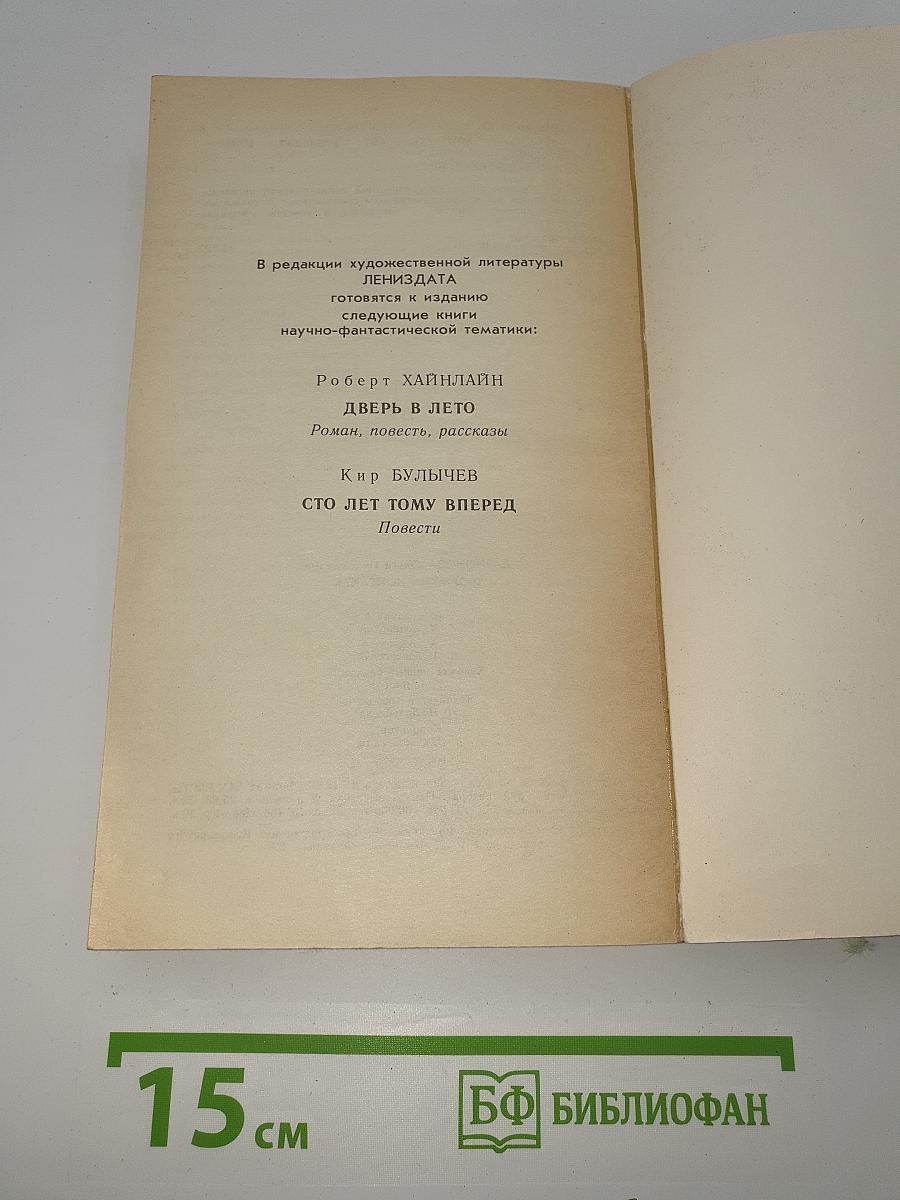 В редакции художественной литературы
ЛЕНИЗДАТА
готовятся к изданию
следующие книги
научно-фантастической тематики:
Роберт ХАЙНЛАЙН
ДВЕРЬ В ЛЕТО
Роман, повесть, рассказы
Кир БУЛЫЧЕВ
СТО ЛЕТ ТОМУ ВПЕРЕД
Повести
15 см
БФ БИБЛИОФАН